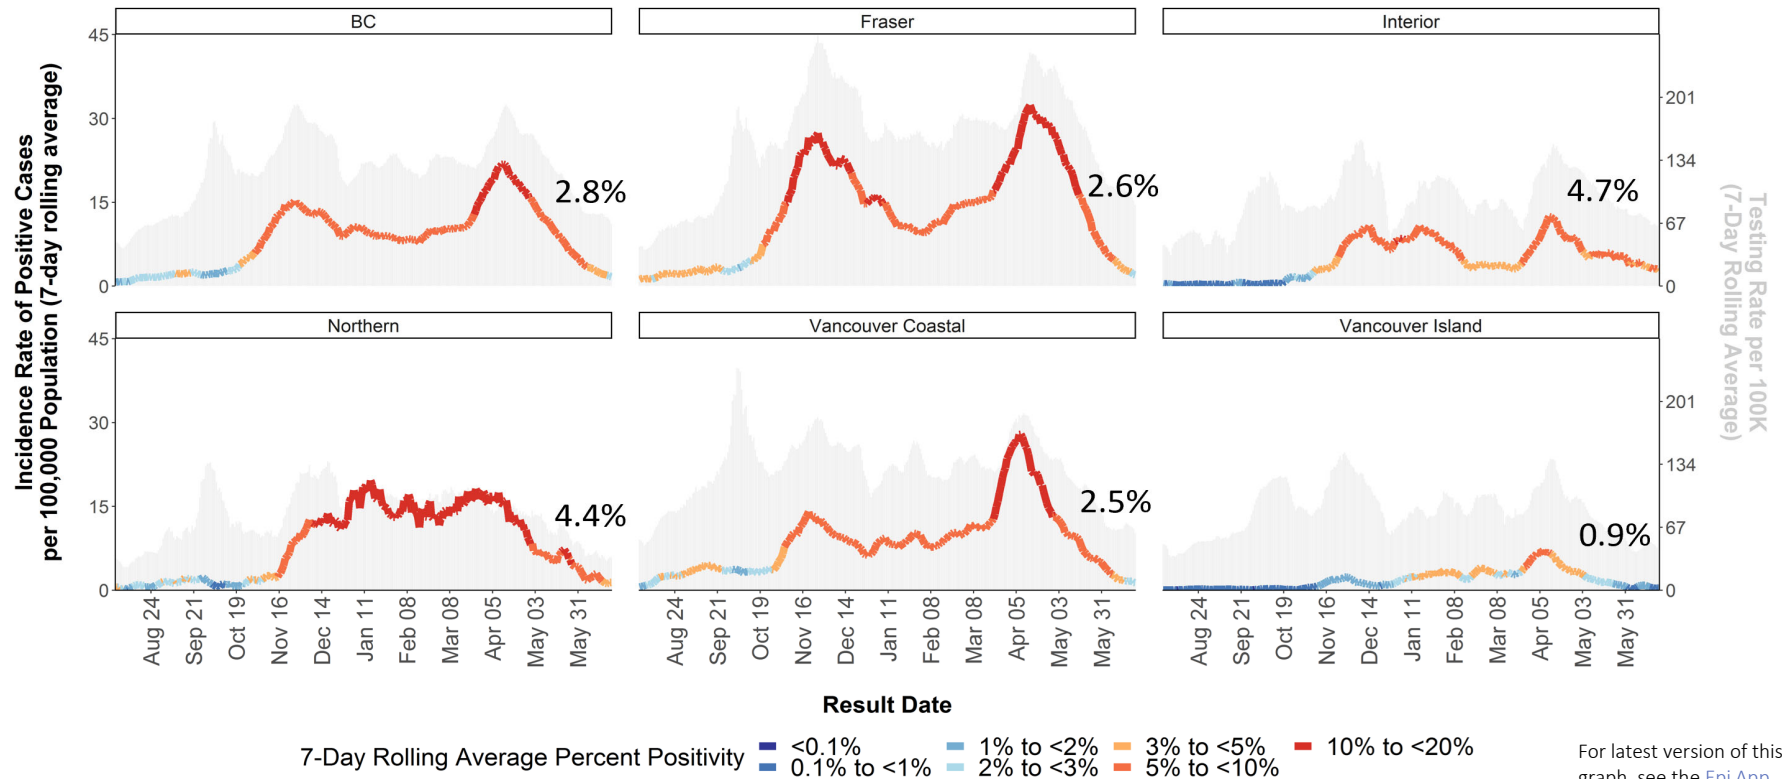 BC
Fraser
Interior
Incidence Rate of Positive Cases
per 100,000 Population (7-day rolling average)
45
30
15
0
2.8%
2.6%
4.7%
201
134
67
0
Testing Rate per 100K
(7-Day Rolling Average)
Northern
Vancouver Coastal
Vancouver Island
45
30
15
0
4.4%
2.5%
0.9%
201
134
67
0
Aug 24 Sep 21 Oct 19 Nov 16 Dec 14 Jan 11 Feb 08 Mar 08 Apr 05 May 03 May 31
Aug 24 Sep 21 Oct 19 Nov 16 Dec 14 Jan 11 Feb 08 Mar 08 Apr 05 May 03 May 31
Aug 24 Sep 21 Oct 19 Nov 16 Dec 14 Jan 11 Feb 08 Mar 08 Apr 05 May 03 May 31
Result Date
7-Day Rolling Average Percent Positivity
<0.1% 1% to <2% 3% to <5% 10% to <20%
0.1% to <1% 2% to <3% 5% to <10%
For latest version of this
graph, see the Epi App